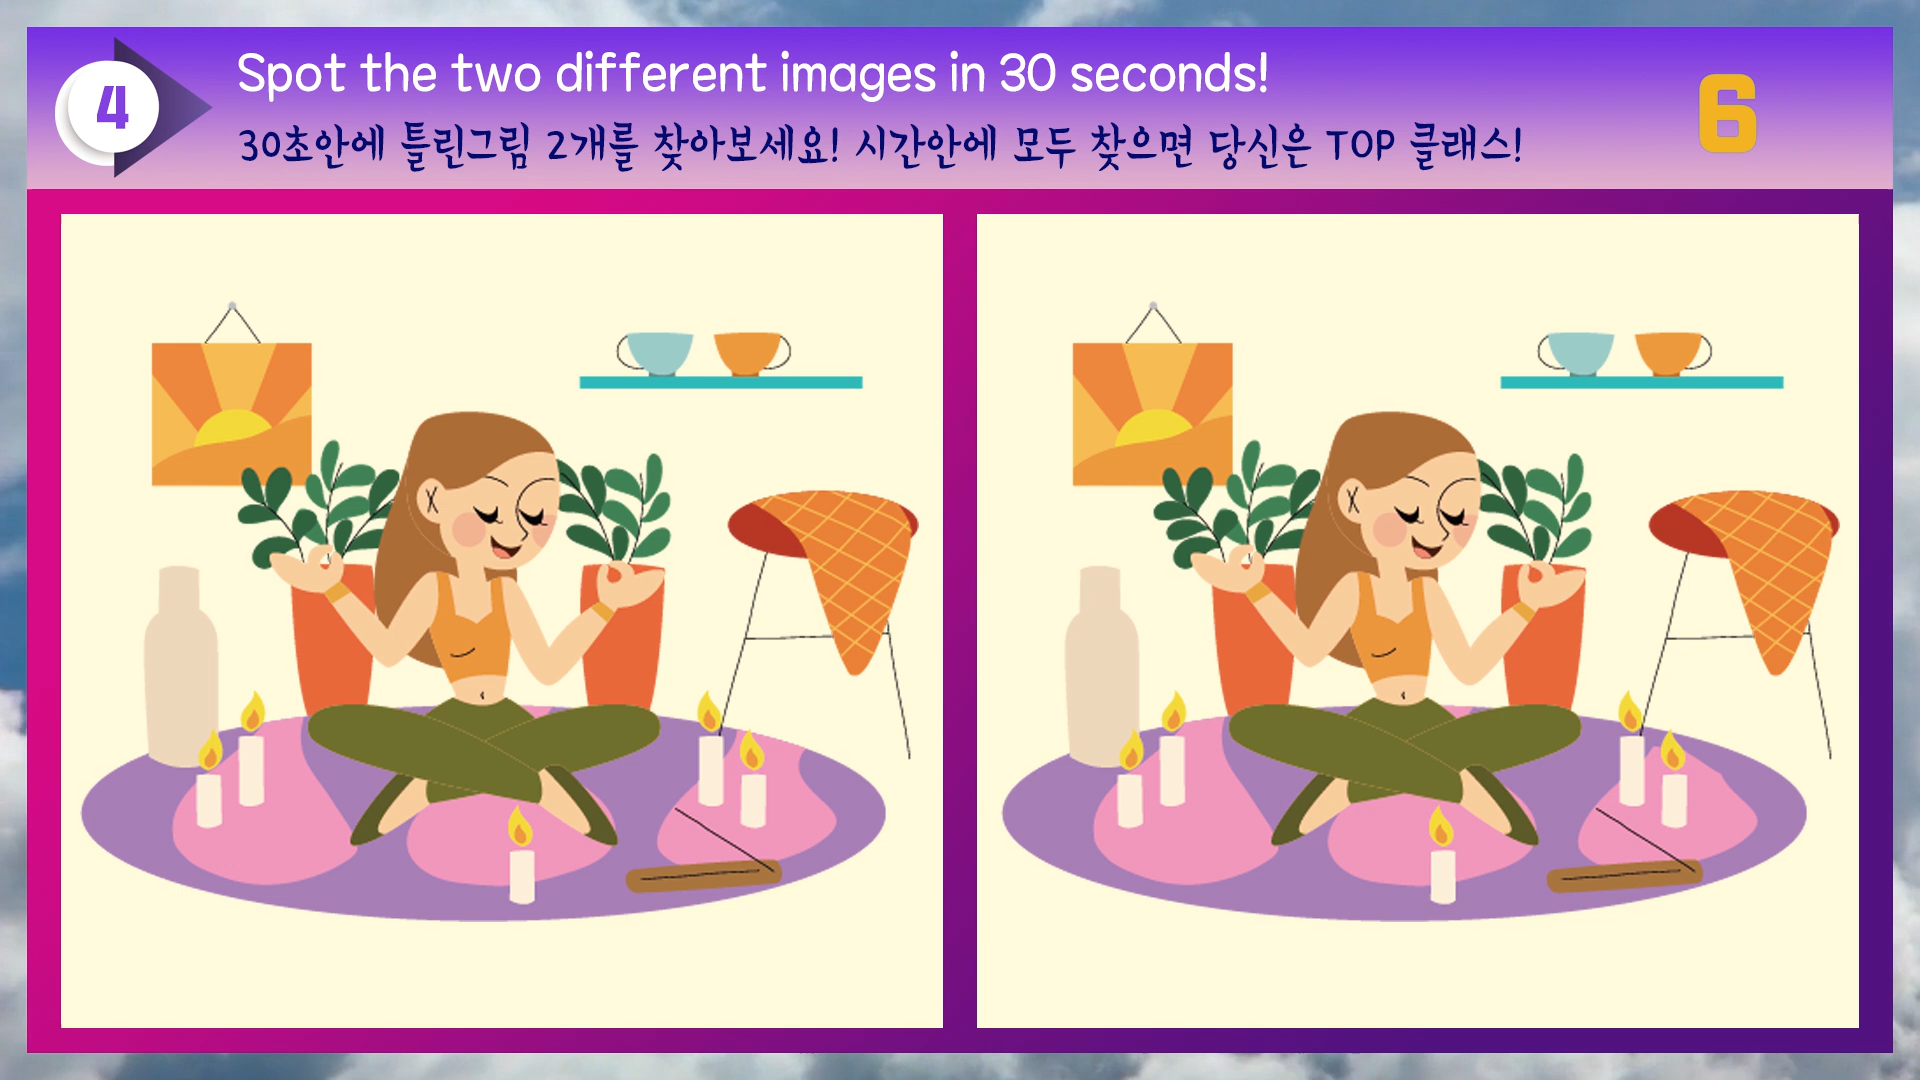 4
Spot the two different images in 30 seconds!
30초안에 틀린그림 2개를 찾아보세요! 시간안에 모두 찾으면 당신은 TOP 클래스!
6